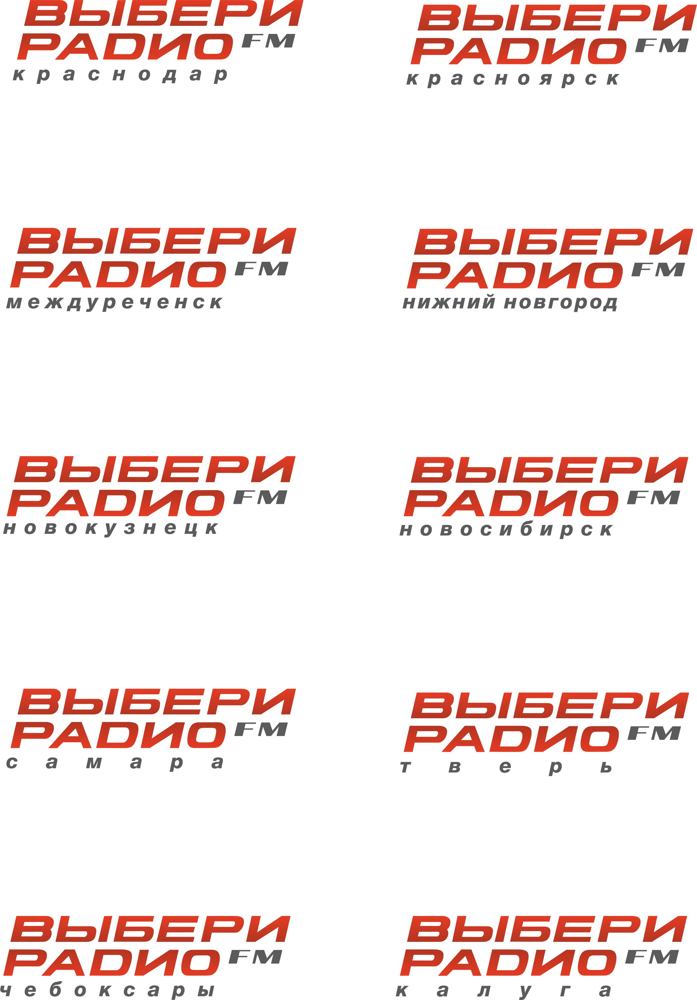 ВЫБЕРИ
РАДИО FM
краснодар
ВЫБЕРИ
РАДИО FM
красноярск
ВЫБЕРИ
РАДИО FM
междуреченск
ВЫБЕРИ
РАДИО FM
нижний новгород
ВЫБЕРИ
РАДИО FM
новокузнецк
ВЫБЕРИ
РАДИО FM
новосибирск
ВЫБЕРИ
РАДИО FM
самара
ВЫБЕРИ
РАДИО FM
тверь
ВЫБЕРИ
РАДИО FM
чебоксары
ВЫБЕРИ
РАДИО FM
калуга